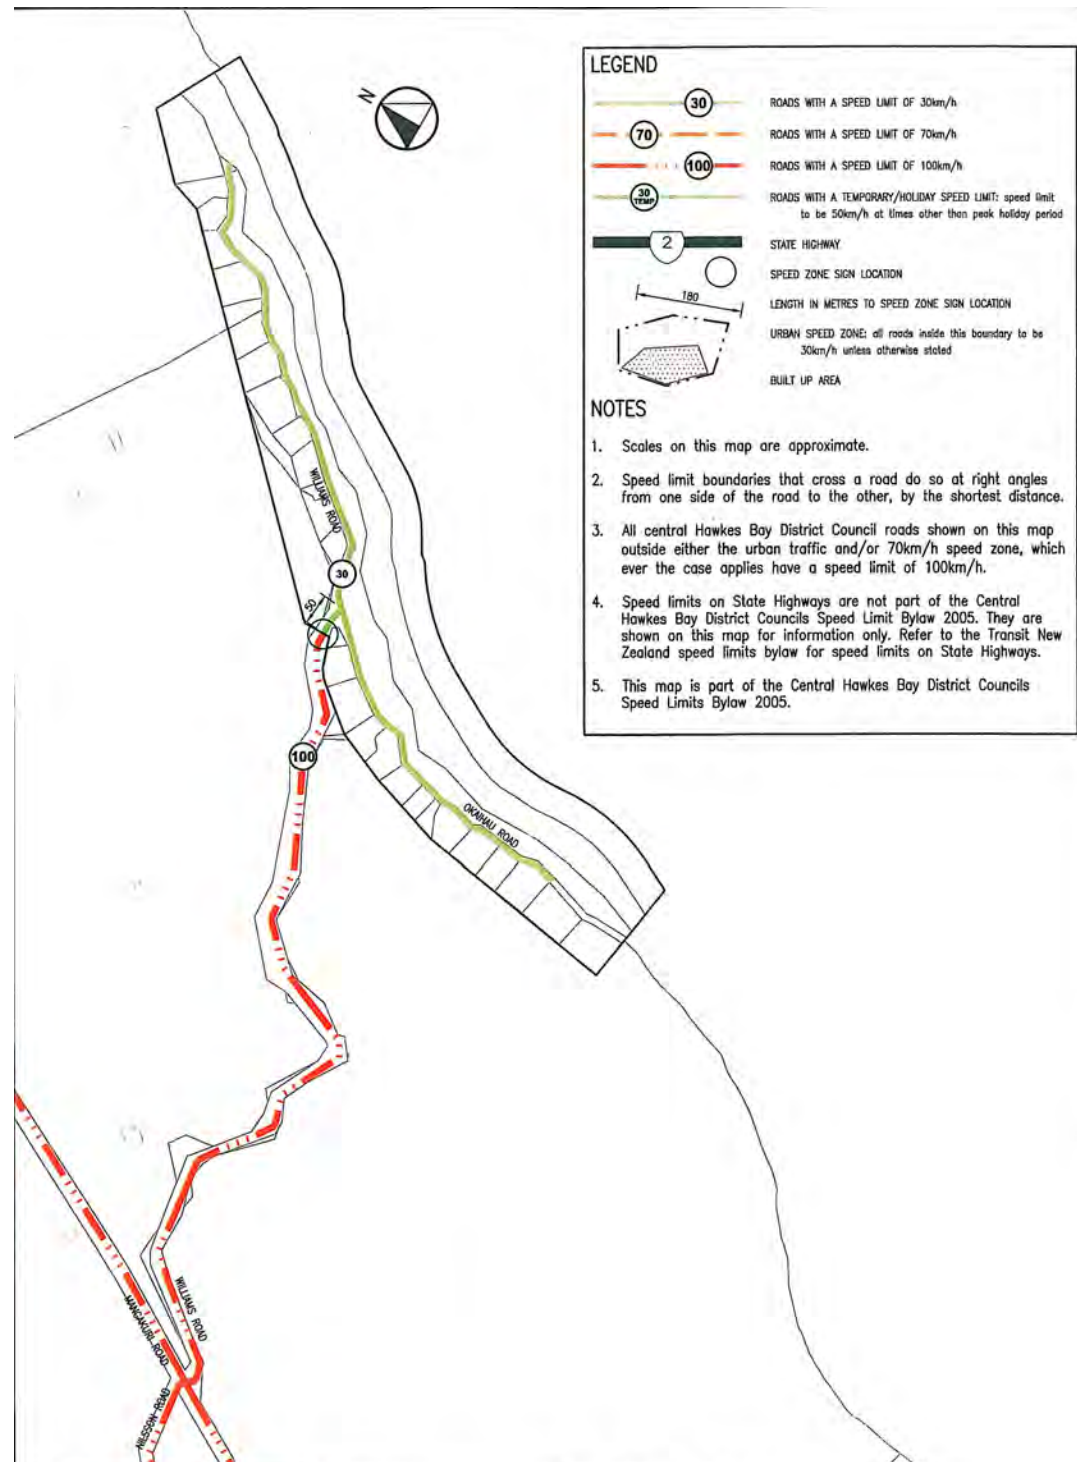 N
LEGEND
30 ROADS WITH A SPEED LIMIT OF 30km/h
70 ROADS WITH A SPEED LIMIT OF 70km/h
100 ROADS WITH A SPEED LIMIT OF 100km/h
30 TEMP ROADS WITH A TEMPORARY/HOLIDAY SPEED LIMIT: speed limit
to be 50km/h at times other than peak holiday period
2 STATE HIGHWAY
SPEED ZONE SIGN LOCATION
180 LENGTH IN METRES TO SPEED ZONE SIGN LOCATION
URBAN SPEED ZONE: all roads inside this boundary to be
30km/h unless otherwise stated
BUILT UP AREA
NOTES
1. Scales on this map are approximate.
2. Speed limit boundaries that cross a road do so at right angles
from one side of the road to the other, by the shortest distance.
3. All central Hawkes Bay District Council roads shown on this map
outside either the urban traffic and/or 70km/h speed zone, which
ever the case applies have a speed limit of 100km/h.
4. Speed limits on State Highways are not part of the Central
Hawkes Bay District Councils Speed Limit Bylaw 2005. They are
shown on this map for information only. Refer to the Transit New
Zealand speed limits bylaw for speed limits on State Highways.
5. This map is part of the Central Hawkes Bay District Councils
Speed Limits Bylaw 2005.
WILLIAMS ROAD
30
50
100
OKAIHAU ROAD
WILLIAMS ROAD
MANGAKURI ROAD
NILSSON ROAD